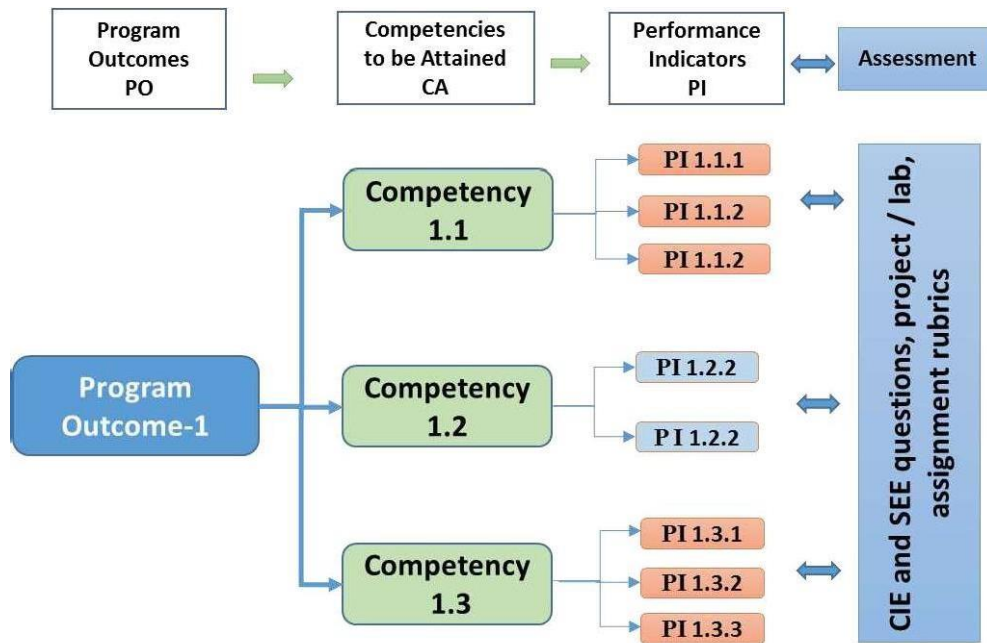 Program
Outcomes
PO
Competencies
to be Attained
CA
Performance
Indicators
PI
Assessment
Program
Outcome-1
Competency
1.1
PI 1.1.1
PI 1.1.2
PI 1.1.2
Competency
1.2
PI 1.2.2
P I 1.2.2
Competency
1.3
PI 1.3.1
PI 1.3.2
PI 1.3.3
CIE and SEE questions, project / lab,
assignment rubrics